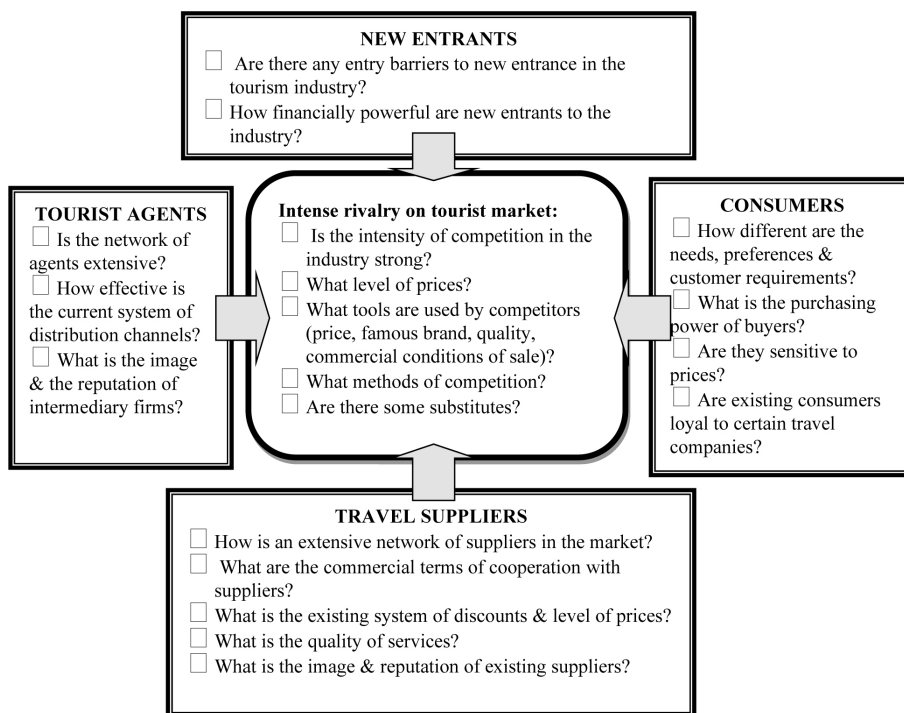 NEW ENTRANTS
Are there any entry barriers to new entrance in the
tourism industry?
How financially powerful are new entrants to the
industry?
TOURIST AGENTS
Is the network of
agents extensive?
How effective is
the current system of
distribution channels?
What is the image
& the reputation of
intermediary firms?
Intense rivalry on tourist market:
Is the intensity of competition in the
industry strong?
What level of prices?
What tools are used by competitors
(price, famous brand, quality,
commercial conditions of sale)?
What methods of competition?
Are there some substitutes?
CONSUMERS
How different are the
needs, preferences &
customer requirements?
What is the purchasing
power of buyers?
Are they sensitive to
prices?
Are existing consumers
loyal to certain travel
companies?
TRAVEL SUPPLIERS
How is an extensive network of suppliers in the market?
What are the commercial terms of cooperation with
suppliers?
What is the existing system of discounts & level of prices?
What is the quality of services?
What is the image & reputation of existing suppliers?